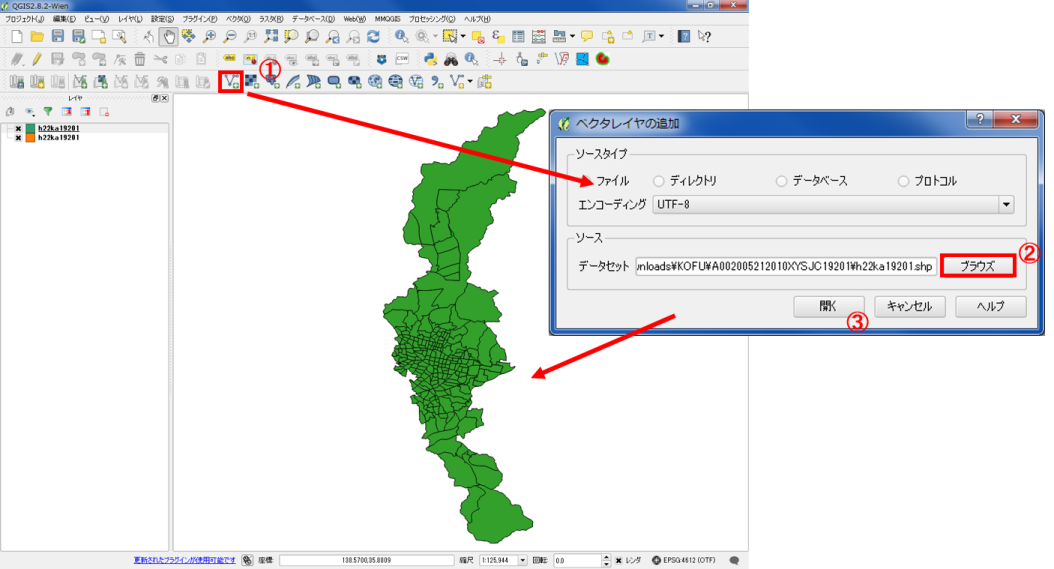 QGIS2.8.2-Wien
プロジェクト(J) 編集(E) ビュー(V) レイヤ(L) 設定(S) プラグイン(P) ベクタ(O) ラスタ(R) データベース(D) Web(W) MMQGIS プロセッシング(C) ヘルプ(H)
①
レイヤ
h22ka19201
h22ka19201
ベクタレイヤの追加
ソースタイプ
ファイル ディレクトリ データベース プロトコル
エンコーディング UTF-8
ソース
②
データセット wnloads¥KOFU¥A002005212010XYSJC19201¥h22ka19201.shp ブラウズ
開く キャンセル ヘルプ
③
更新されたプラグインが使用可能です 座標: 138.5700,35.8809 縮尺 1:125,944 回転: 0.0 レンダ EPSG:4612 (OTF)